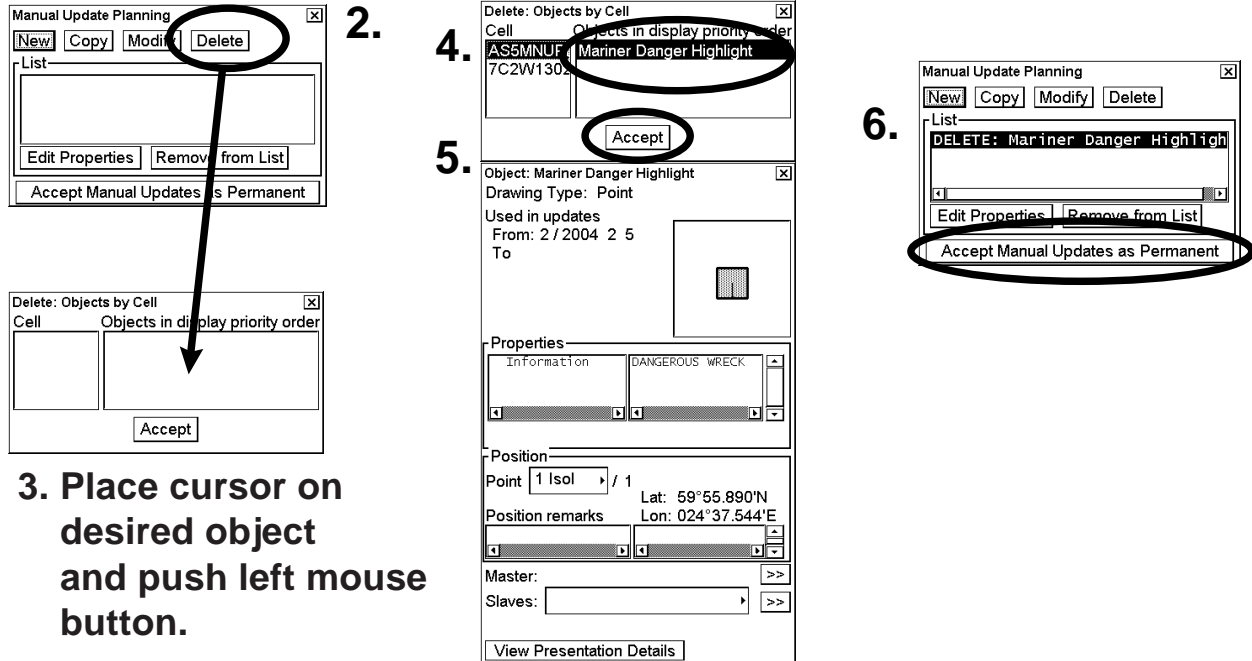 Manual Update Planning
New Copy Modify Delete
List
Edit Properties Remove from List
Accept Manual Updates as Permanent
2.
Delete: Objects by Cell
Cell Objects in display priority order
Accept
3. Place cursor on
desired object
and push left mouse
button.
4.
Delete: Objects by Cell
Cell Objects in display priority order
Mariner Danger Highlight
7C2W1302
Accept
5.
Object: Mariner Danger Highlight
Drawing Type: Point
Used in updates
From: 2 / 2004 2 5
To
Properties
Information DANGEROUS WRECK
Position
Point 1 Isol / 1
Lat: 59°55.890'N
Position remarks Lon: 024°37.544'E
Master: >>
Slaves: >>
View Presentation Details
6.
Manual Update Planning
New Copy Modify Delete
List
DELETE: Mariner Danger Highligh
Edit Properties Remove from List
Accept Manual Updates as Permanent